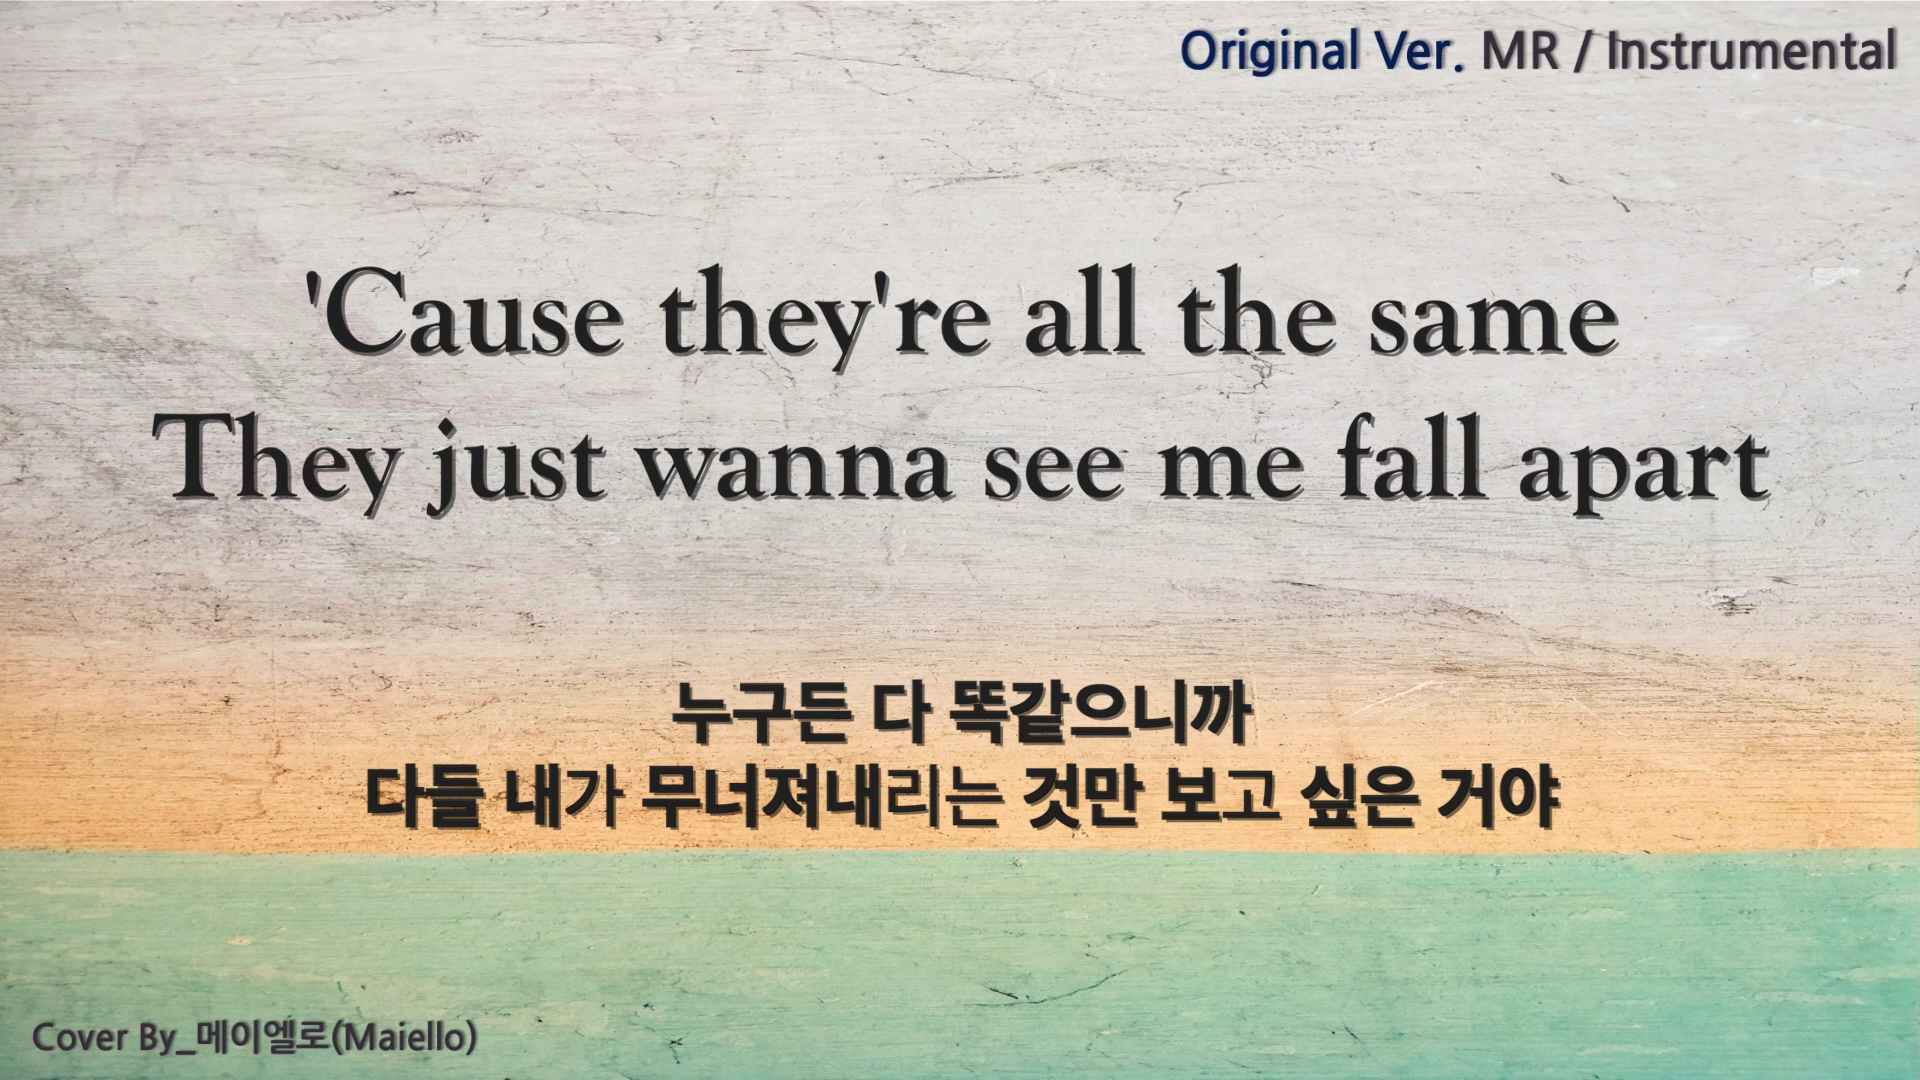 Original Ver. MR / Instrumental
'Cause they're all the same
They just wanna see me fall apart
누구든 다 똑같으니까
다들 내가 무너져내리는 것만 보고 싶은 거야
Cover By_메이엘로(Maiello)